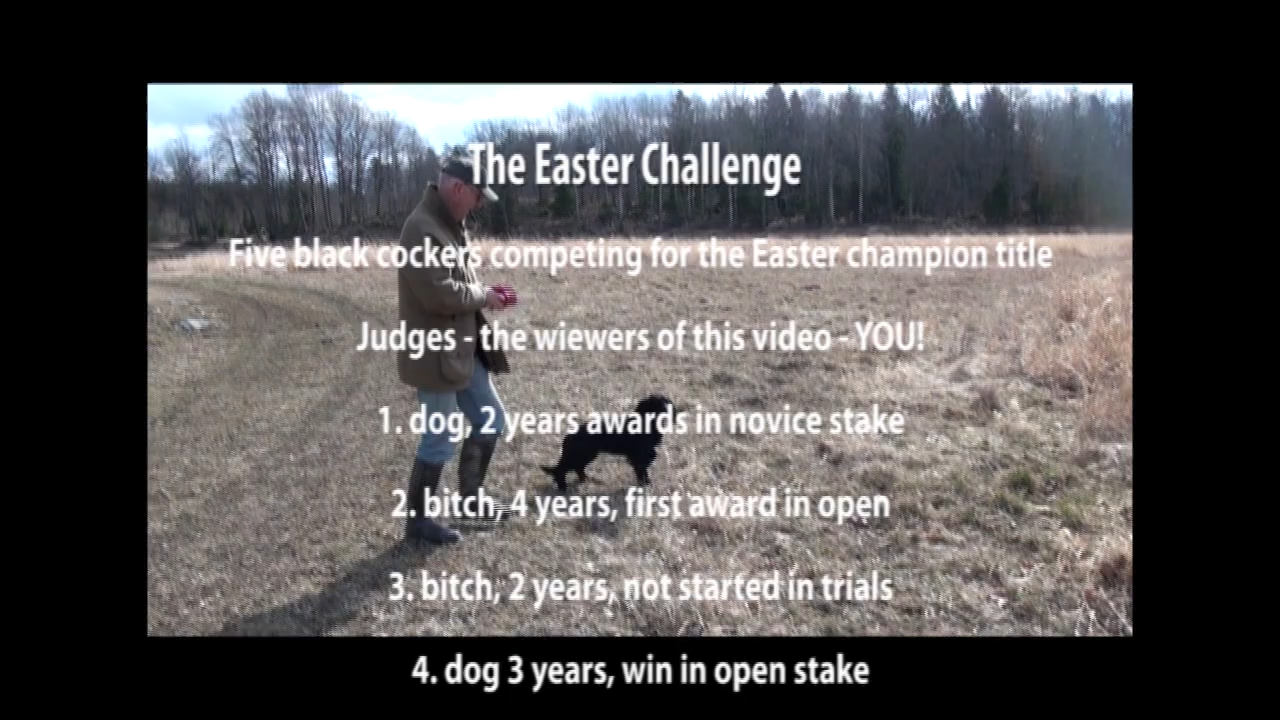 The Easter Challenge
Five black cockers competing for the Easter champion title
Judges - the wiewers of this video - YOU!
1. dog, 2 years awards in novice stake
2. bitch, 4 years, first award in open
3. bitch, 2 years, not started in trials
4. dog 3 years, win in open stake